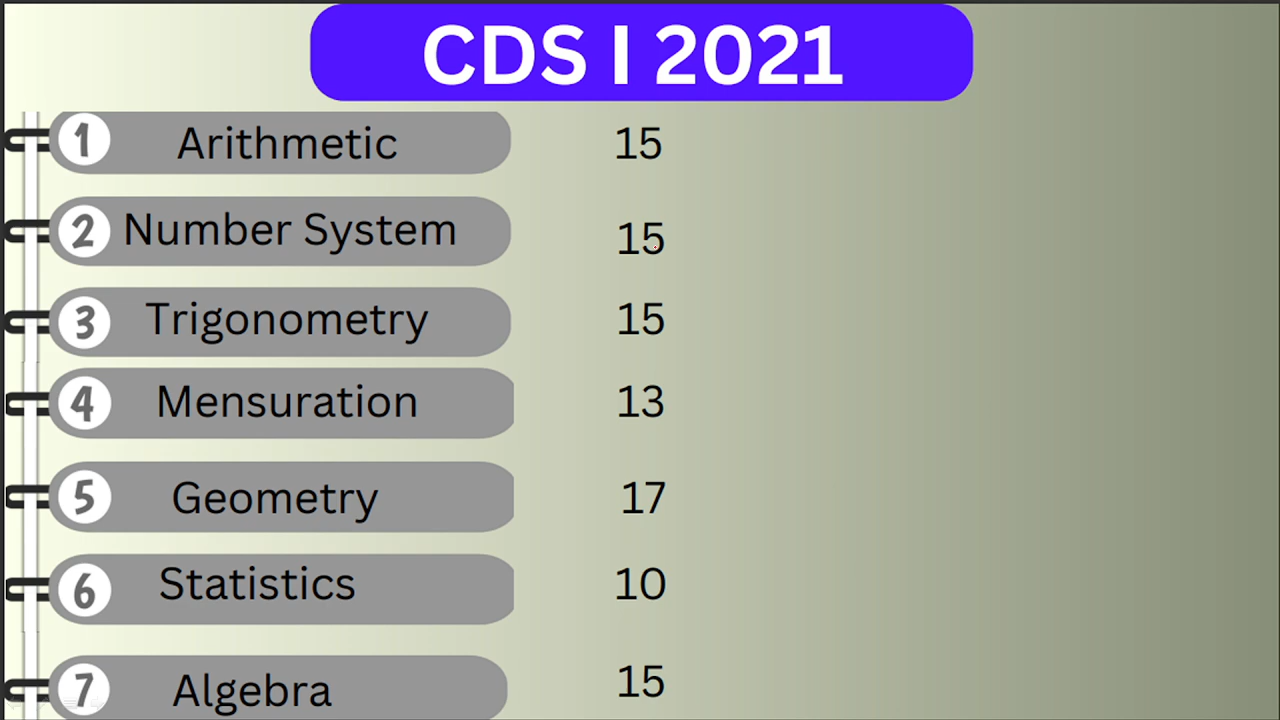 CDS I 2021
1 Arithmetic 15
2 Number System 15
3 Trigonometry 15
4 Mensuration 13
5 Geometry 17
6 Statistics 10
7 Algebra 15